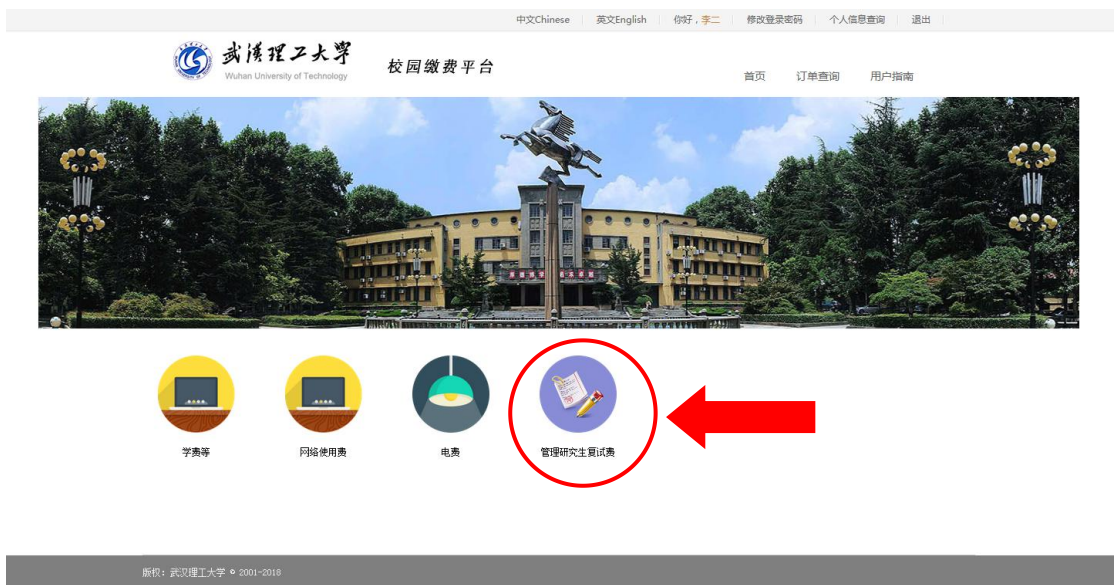 中文Chinese 英文English 你好，李二 修改登录密码 个人信息查询 退出
武汉理工大学
Wuhan University of Technology
校园缴费平台
首页 订单查询 用户指南
学费等 网络使用费 电费 管理研究生复试费
版权：武汉理工大学 © 2001-2018